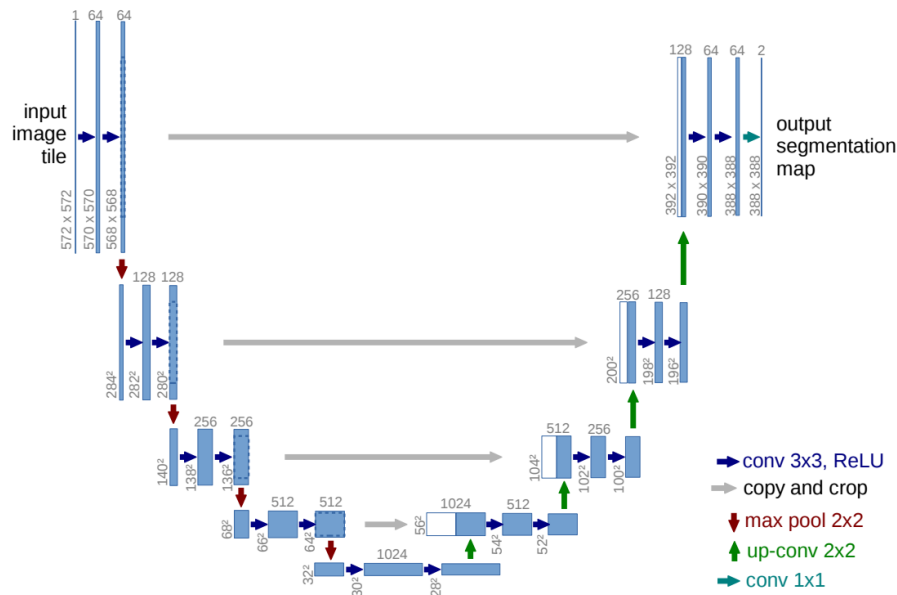 1 64 64
input
image
tile
572 x 572
570 x 570
568 x 568
128 64 64 2
output
segmentation
map
392 x 392
390 x 390
388 x 388
388 x 388
128 128
284²
282²
280²
256 128
200²
198²
196²
256 256
140²
138²
136²
512 256
104²
102²
100²
512 512
68²
66²
64²
1024 512
56²
54²
52²
1024
32²
30²
28²
conv 3x3, ReLU
copy and crop
max pool 2x2
up-conv 2x2
conv 1x1